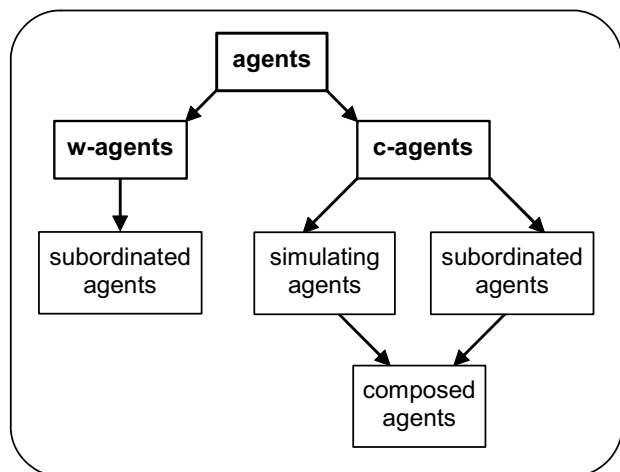 agents
w-agents
c-agents
subordinated
agents
simulating
agents
subordinated
agents
composed
agents